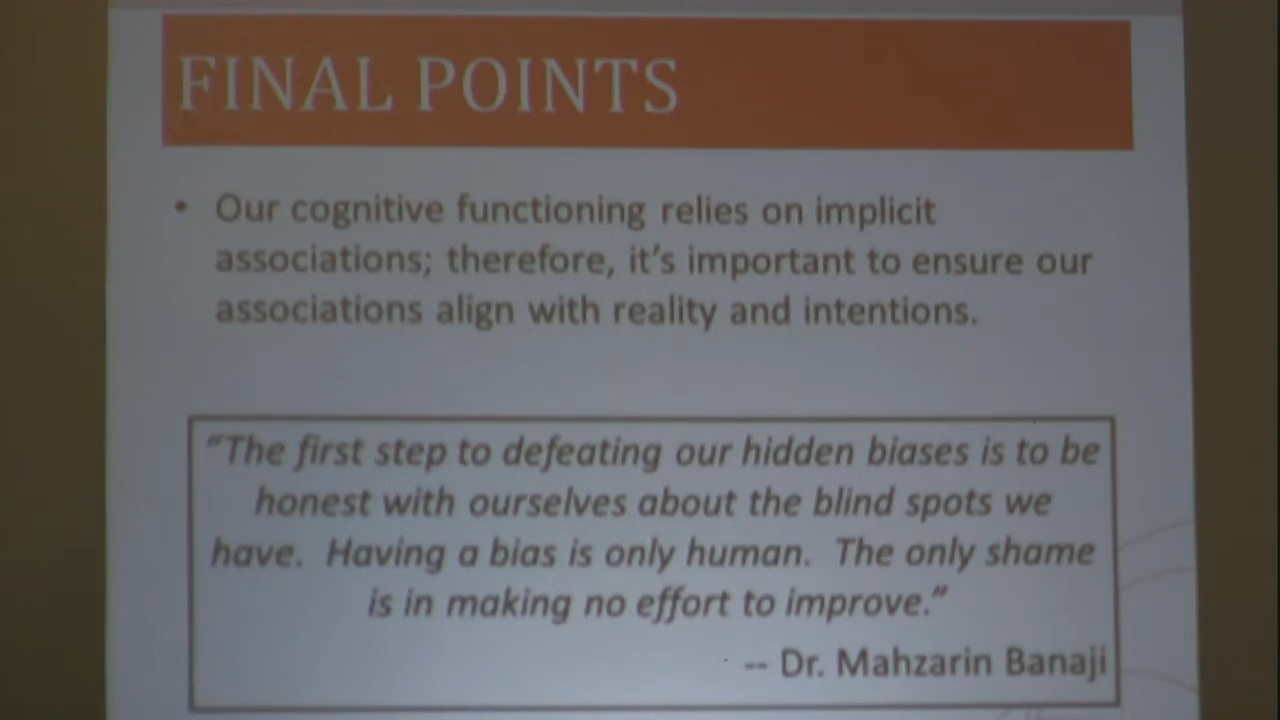 FINAL POINTS
• Our cognitive functioning relies on implicit
associations; therefore, it's important to ensure our
associations align with reality and intentions.
"The first step to defeating our hidden biases is to be
honest with ourselves about the blind spots we
have.  Having a bias is only human.  The only shame
is in making no effort to improve."
-- Dr. Mahzarin Banaji